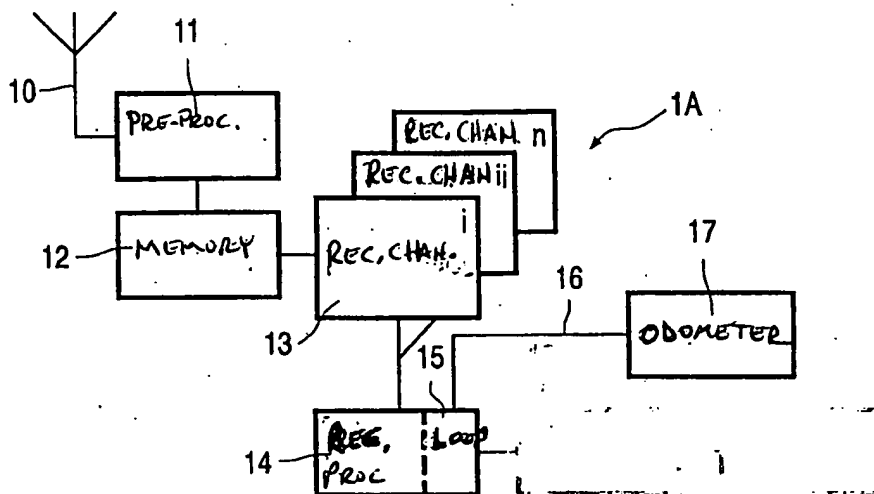 11
10
PRE-PROC.
REC. CHAN. n
1A
REC. CHAN ii
12
MEMORY
i
REC. CHAN.
17
16
ODOMETER
13
15
14
REC.
PROC
LOOP